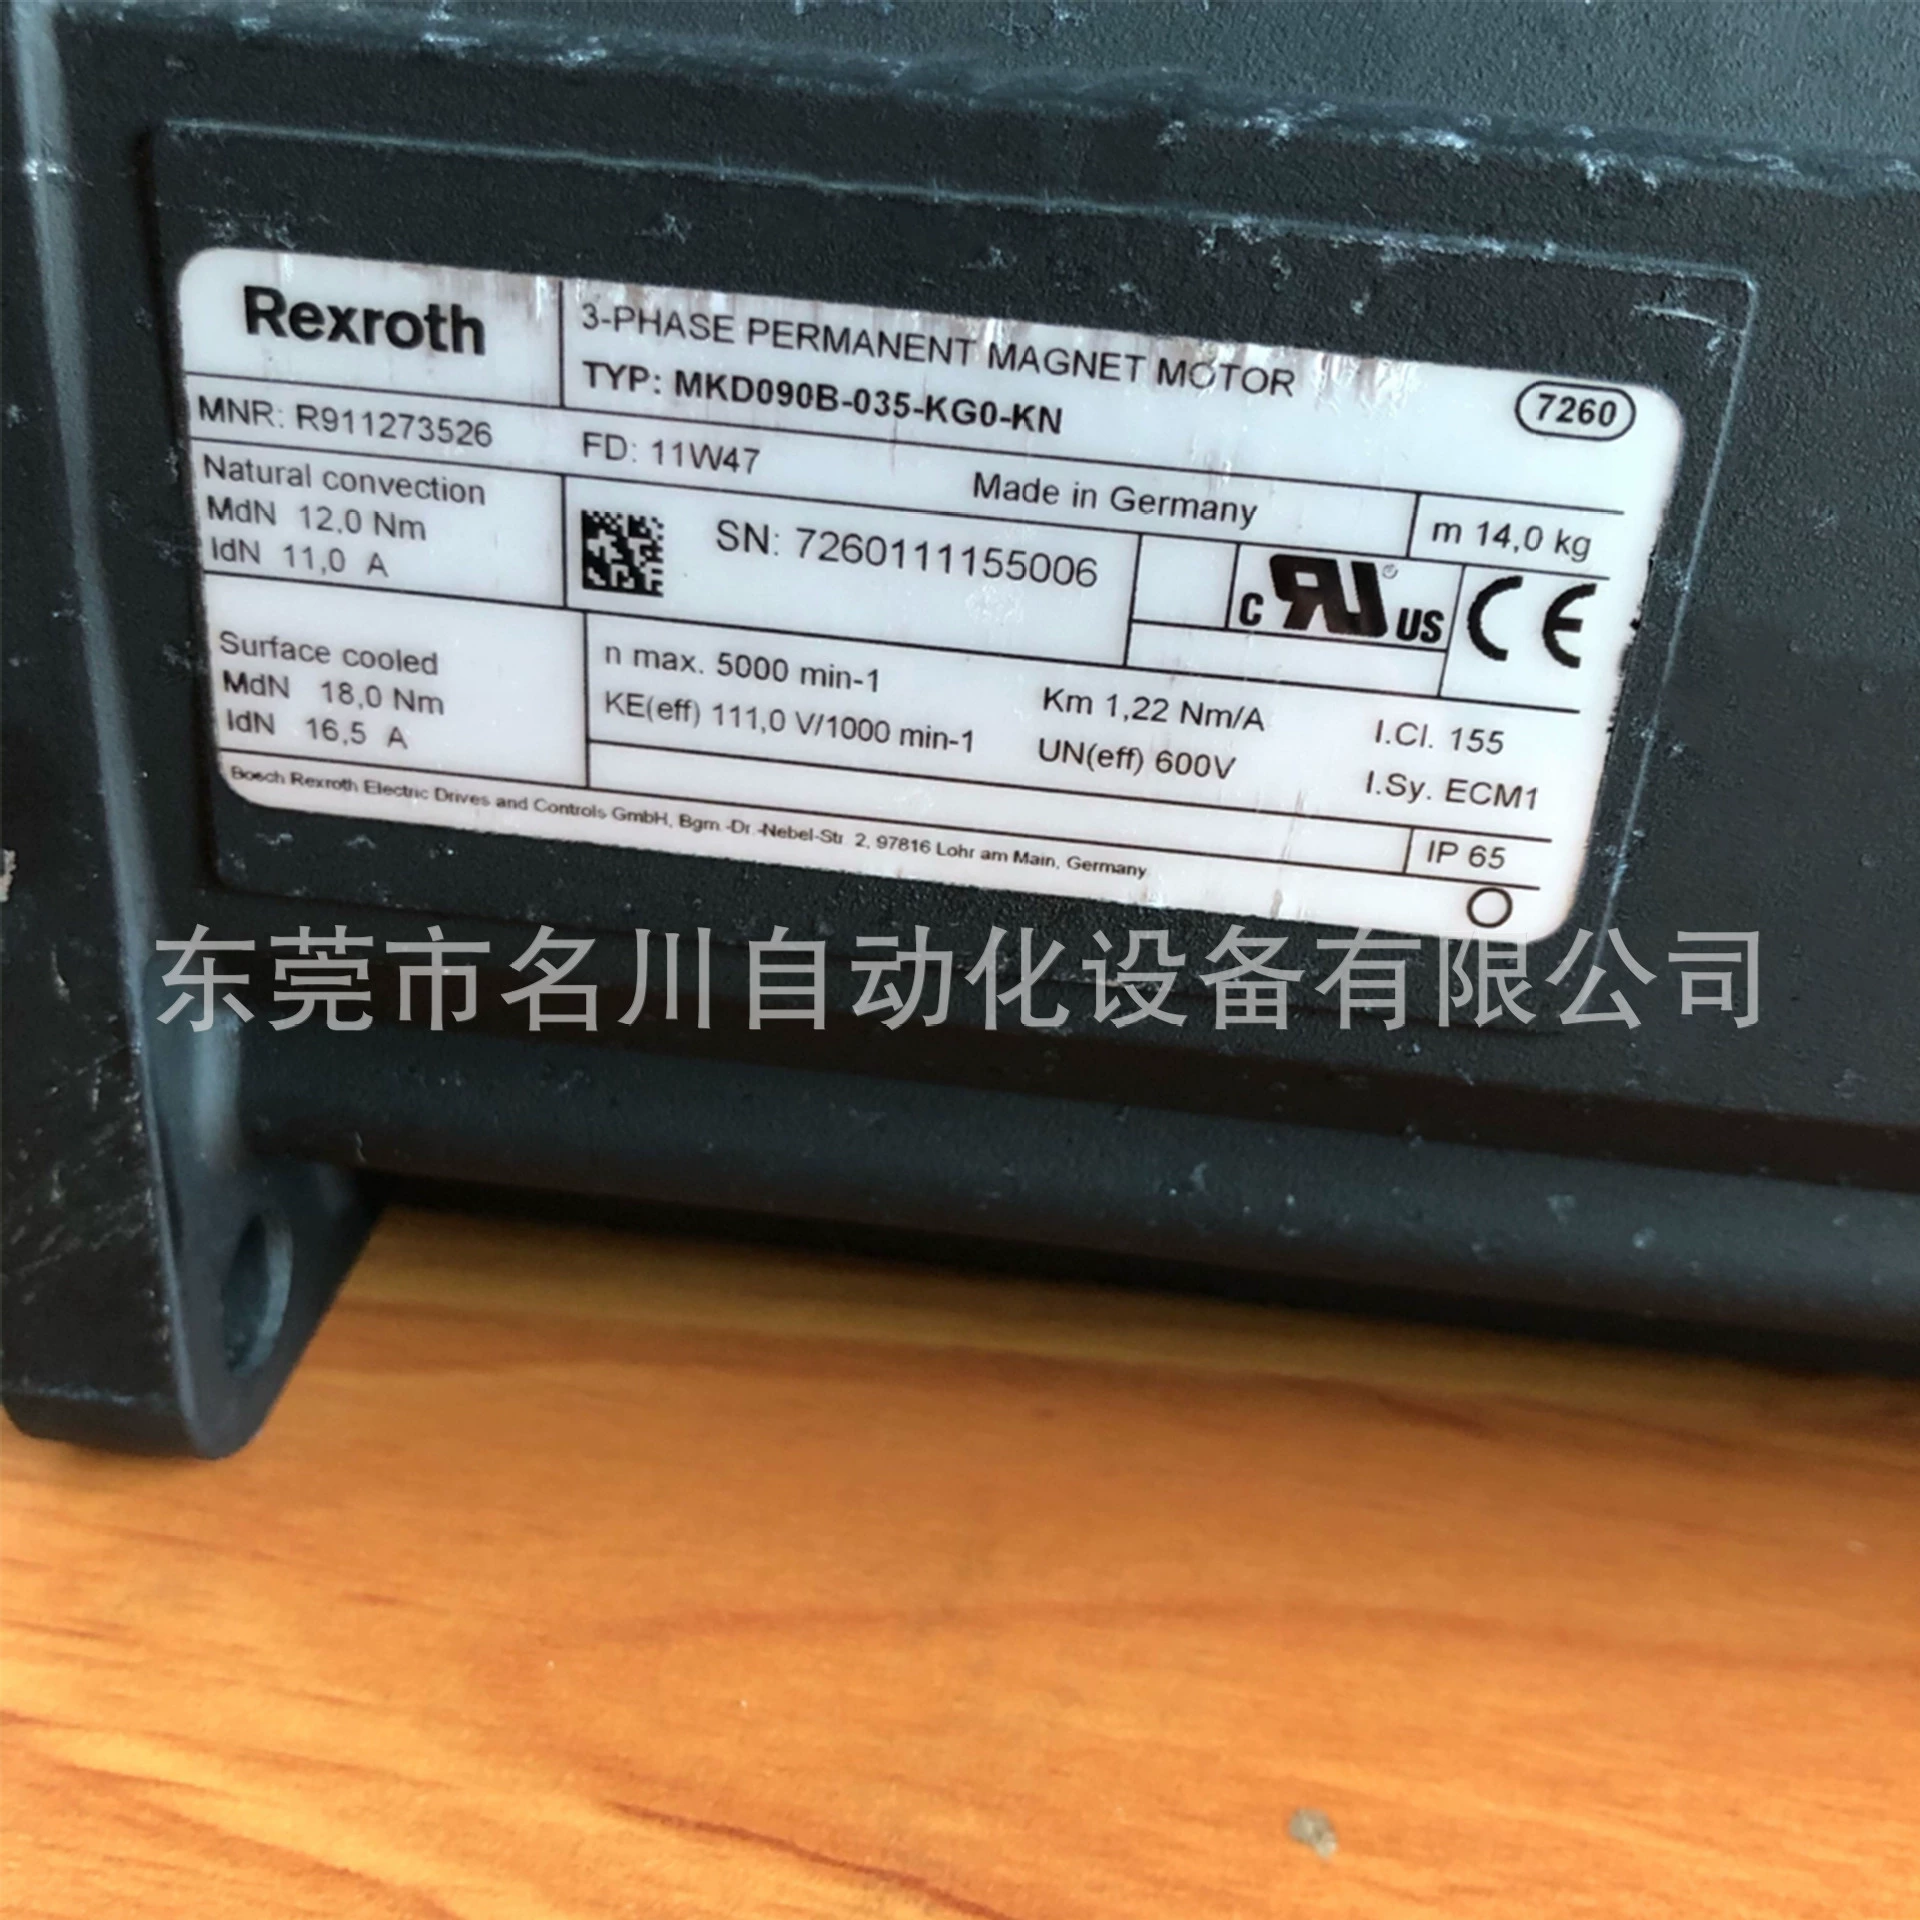 Rexroth
3-PHASE PERMANENT MAGNET MOTOR
TYP: MKD090B-035-KG0-KN
7260
MNR: R911273526
FD: 11W47
Made in Germany
m 14,0 kg
Natural convection
MdN 12,0 Nm
IdN 11,0 A
SN: 7260111155006
c RU® US
CE
Surface cooled
MdN 18,0 Nm
IdN 16,5 A
n max. 5000 min-1
Km 1,22 Nm/A
I.Cl. 155
KE(eff) 111,0 V/1000 min-1
UN(eff) 600V
I.Sy. ECM1
IP 65
Bosch Rexroth Electric Drives and Controls GmbH, Bgm.-Dr.-Nebel-Str. 2, 97816 Lohr am Main, Germany
东莞市名川自动化设备有限公司